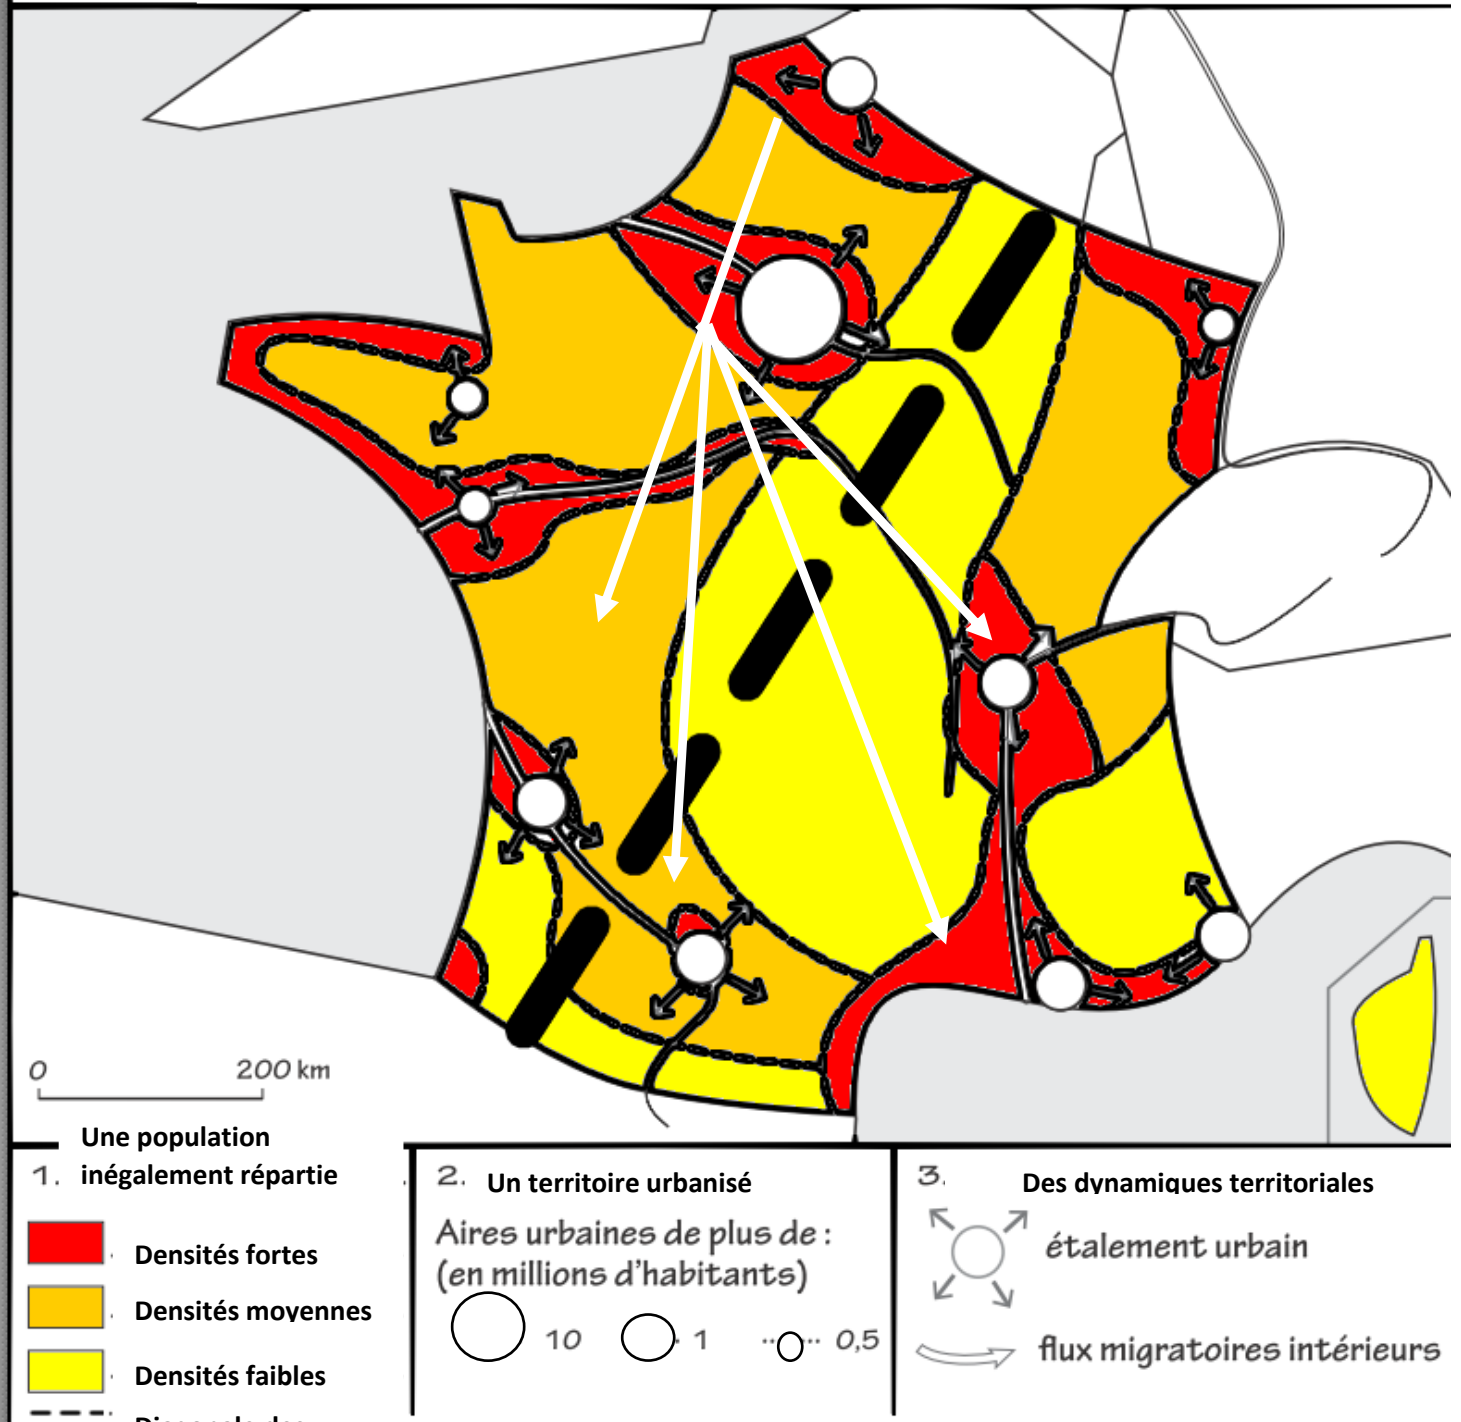 0 200 km
1. Une population
inégalement répartie
Densités fortes
Densités moyennes
Densités faibles
2. Un territoire urbanisé
Aires urbaines de plus de :
(en millions d'habitants)
10 1 0,5
3. Des dynamiques territoriales
étalement urbain
flux migratoires intérieurs